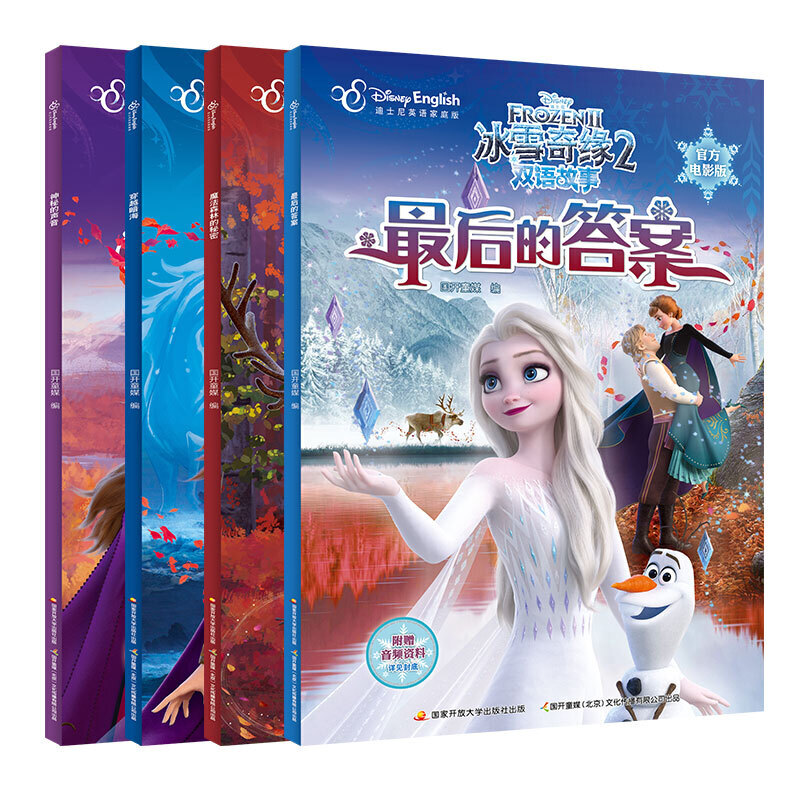 Disney English
迪士尼英语家庭版
Disney
FROZEN II
冰雪奇缘2
双语故事
官方
电影版
最后的答案
国开童媒 编
附赠
音频资料
详见封底
国家开放大学出版社出版
国开童媒(北京)文化传播有限公司出品
神秘的声音
国开童媒 编
穿越暗海
国开童媒 编
魔法森林的秘密
国开童媒 编
最后的答案
国开童媒 编